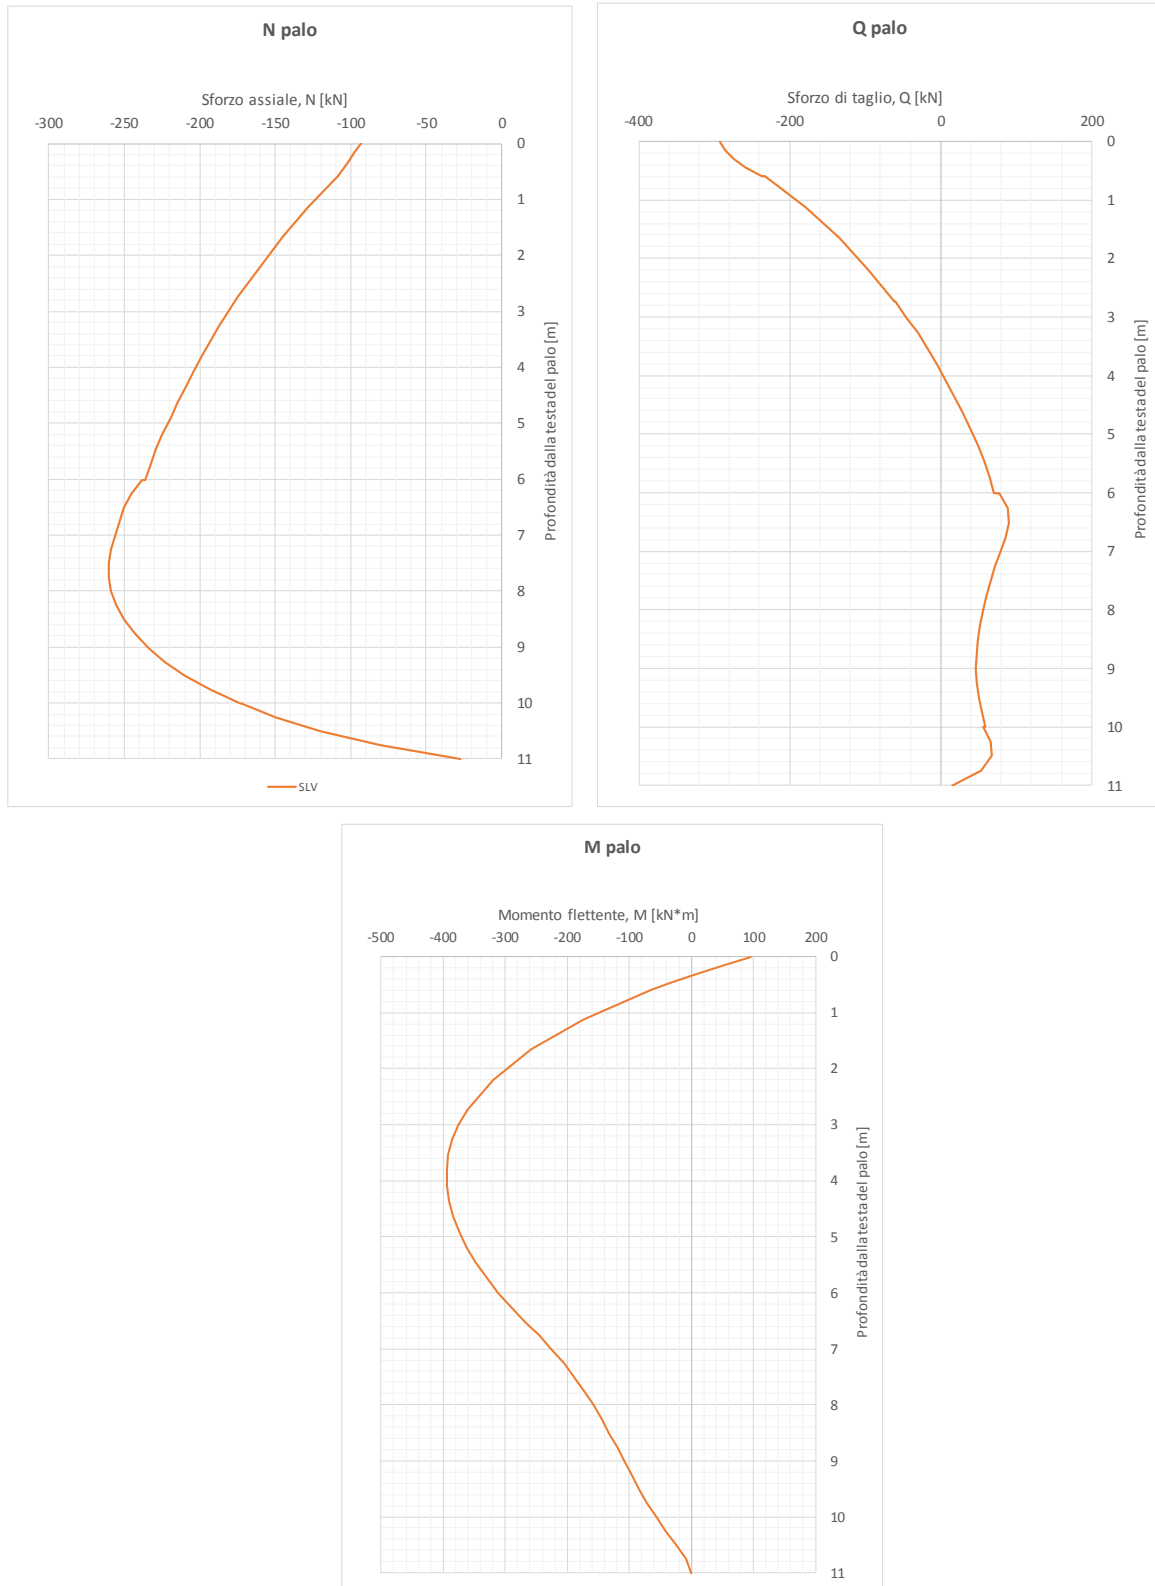 N palo
Sforzo assiale, N [kN]
-300 -250 -200 -150 -100 -50 0
0
1
2
3
4
5
6
7
8
9
10
11
Profondità dalla testa del palo [m]
SLV
Q palo
Sforzo di taglio, Q [kN]
-400 -200 0 200
0
1
2
3
4
5
6
7
8
9
10
11
Profondità dalla testa del palo [m]
M palo
Momento flettente, M [kN*m]
-500 -400 -300 -200 -100 0 100 200
0
1
2
3
4
5
6
7
8
9
10
11
Profondità dalla testa del palo [m]